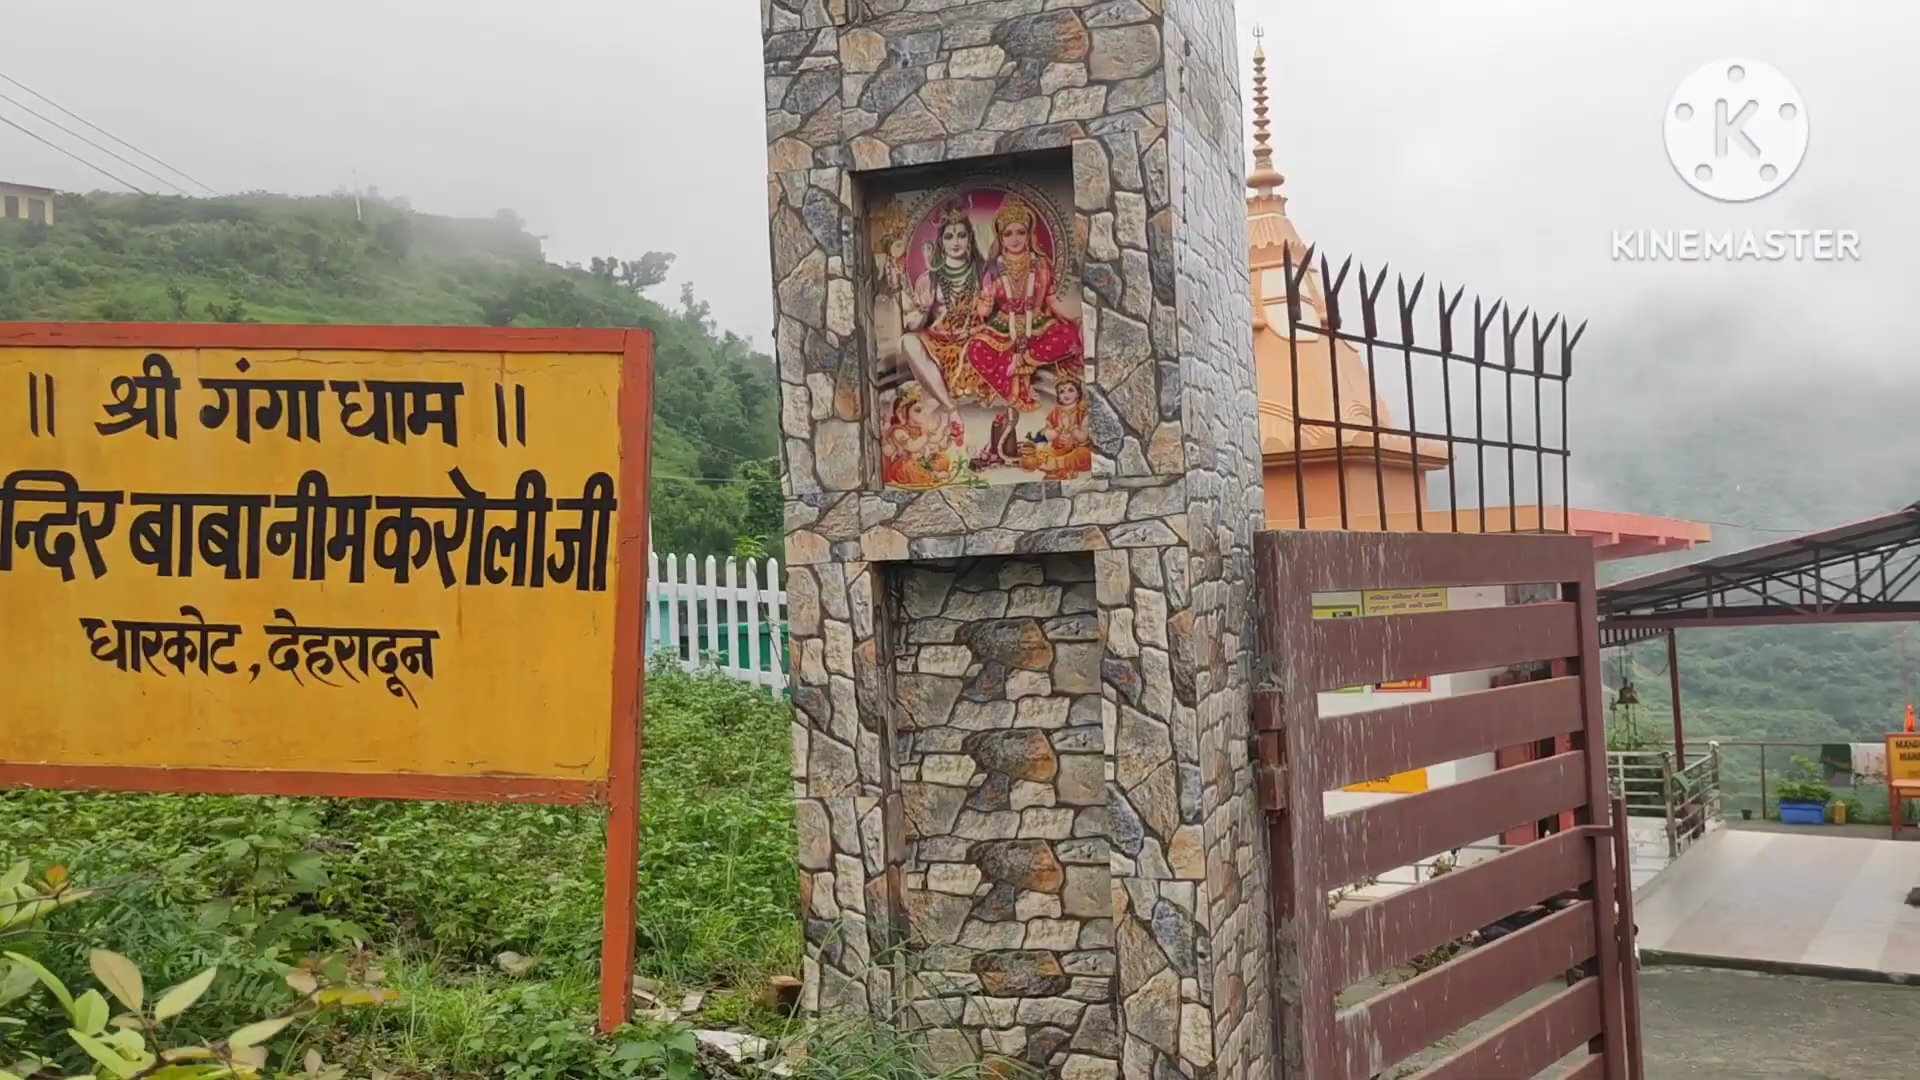 ॥ श्री गंगा धाम ॥
न्दिर बाबा नीम करोली जी
धारकोट, देहरादून
K
KINEMASTER